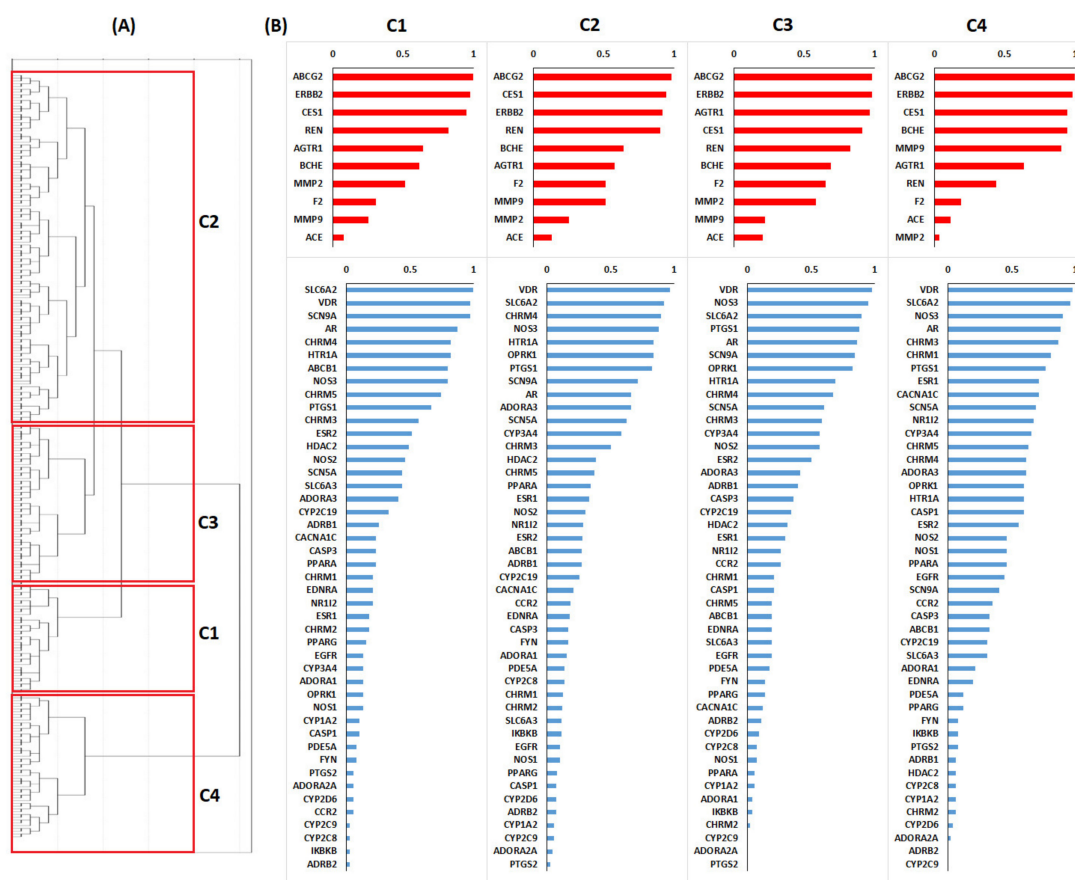 (A)
C2
C3
C1
C4
(B)
C1
0 0.5 1
ABCG2
ERBB2
CES1
REN
AGTR1
BCHE
MMP2
F2
MMP9
ACE
0 0.5 1
SLC6A2
VDR
SCN9A
AR
CHRM4
HTR1A
ABCB1
NOS3
CHRM5
PTGS1
CHRM3
ESR2
HDAC2
NOS2
SCN5A
SLC6A3
ADORA3
CYP2C19
ADRB1
CACNA1C
CASP3
PPARA
CHRM1
EDNRA
NR1I2
ESR1
CHRM2
PPARG
EGFR
CYP3A4
ADORA1
OPRK1
NOS1
CYP1A2
CASP1
PDE5A
FYN
PTGS2
ADORA2A
CYP2D6
CCR2
CYP2C9
CYP2C8
IKBKB
ADRB2
C2
0 0.5 1
ABCG2
CES1
ERBB2
REN
BCHE
AGTR1
F2
MMP9
MMP2
ACE
0 0.5 1
VDR
SLC6A2
CHRM4
NOS3
HTR1A
OPRK1
PTGS1
SCN9A
AR
ADORA3
SCN5A
CYP3A4
CHRM3
HDAC2
CHRM5
PPARA
ESR1
NOS2
NR1I2
ESR2
ABCB1
ADRB1
CYP2C19
CACNA1C
CCR2
EDNRA
CASP3
FYN
ADORA1
PDE5A
CYP2C8
CHRM1
CHRM2
SLC6A3
IKBKB
EGFR
NOS1
PPARG
CASP1
CYP2D6
ADRB2
CYP1A2
CYP2C9
ADORA2A
PTGS2
C3
0 0.5 1
ABCG2
ERBB2
AGTR1
CES1
REN
BCHE
F2
MMP2
MMP9
ACE
0 0.5 1
VDR
NOS3
SLC6A2
PTGS1
AR
SCN9A
OPRK1
HTR1A
CHRM4
SCN5A
CHRM3
CYP3A4
NOS2
ESR2
ADORA3
ADRB1
CASP3
CYP2C19
HDAC2
ESR1
NR1I2
CCR2
CHRM1
CASP1
CHRM5
ABCB1
EDNRA
SLC6A3
EGFR
PDE5A
FYN
PPARG
CACNA1C
ADRB2
CYP2D6
CYP2C8
NOS1
PPARA
CYP1A2
ADORA1
IKBKB
CHRM2
CYP2C9
ADORA2A
PTGS2
C4
0 0.5 1
ABCG2
ERBB2
CES1
BCHE
MMP9
AGTR1
REN
F2
ACE
MMP2
0 0.5 1
VDR
SLC6A2
NOS3
AR
CHRM3
CHRM1
PTGS1
ESR1
CACNA1C
SCN5A
NR1I2
CYP3A4
CHRM5
CHRM4
ADORA3
OPRK1
HTR1A
CASP1
ESR2
NOS2
NOS1
PPARA
EGFR
SCN9A
CCR2
CASP3
ABCB1
CYP2C19
SLC6A3
ADORA1
EDNRA
PDE5A
PPARG
FYN
IKBKB
PTGS2
ADRB1
HDAC2
CYP2C8
CYP1A2
CHRM2
CYP2D6
ADORA2A
ADRB2
CYP2C9